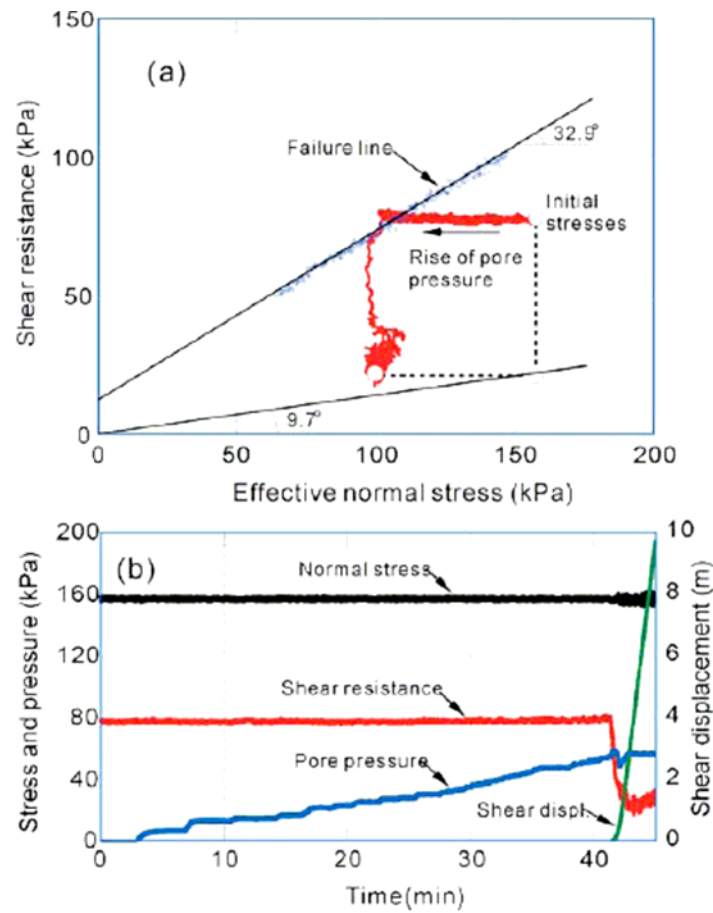 150
100
50
0
Shear resistance (kPa)
(a)
Failure line
32.9°
Initial
stresses
Rise of pore
pressure
9.7°
0
50
100
150
200
Effective normal stress (kPa)
200
160
120
80
40
0
Stress and pressure (kPa)
(b)
Normal stress
Shear resistance
Pore pressure
Shear displ.
10
8
6
4
2
0
Shear displacement (m)
0
10
20
30
40
Time(min)